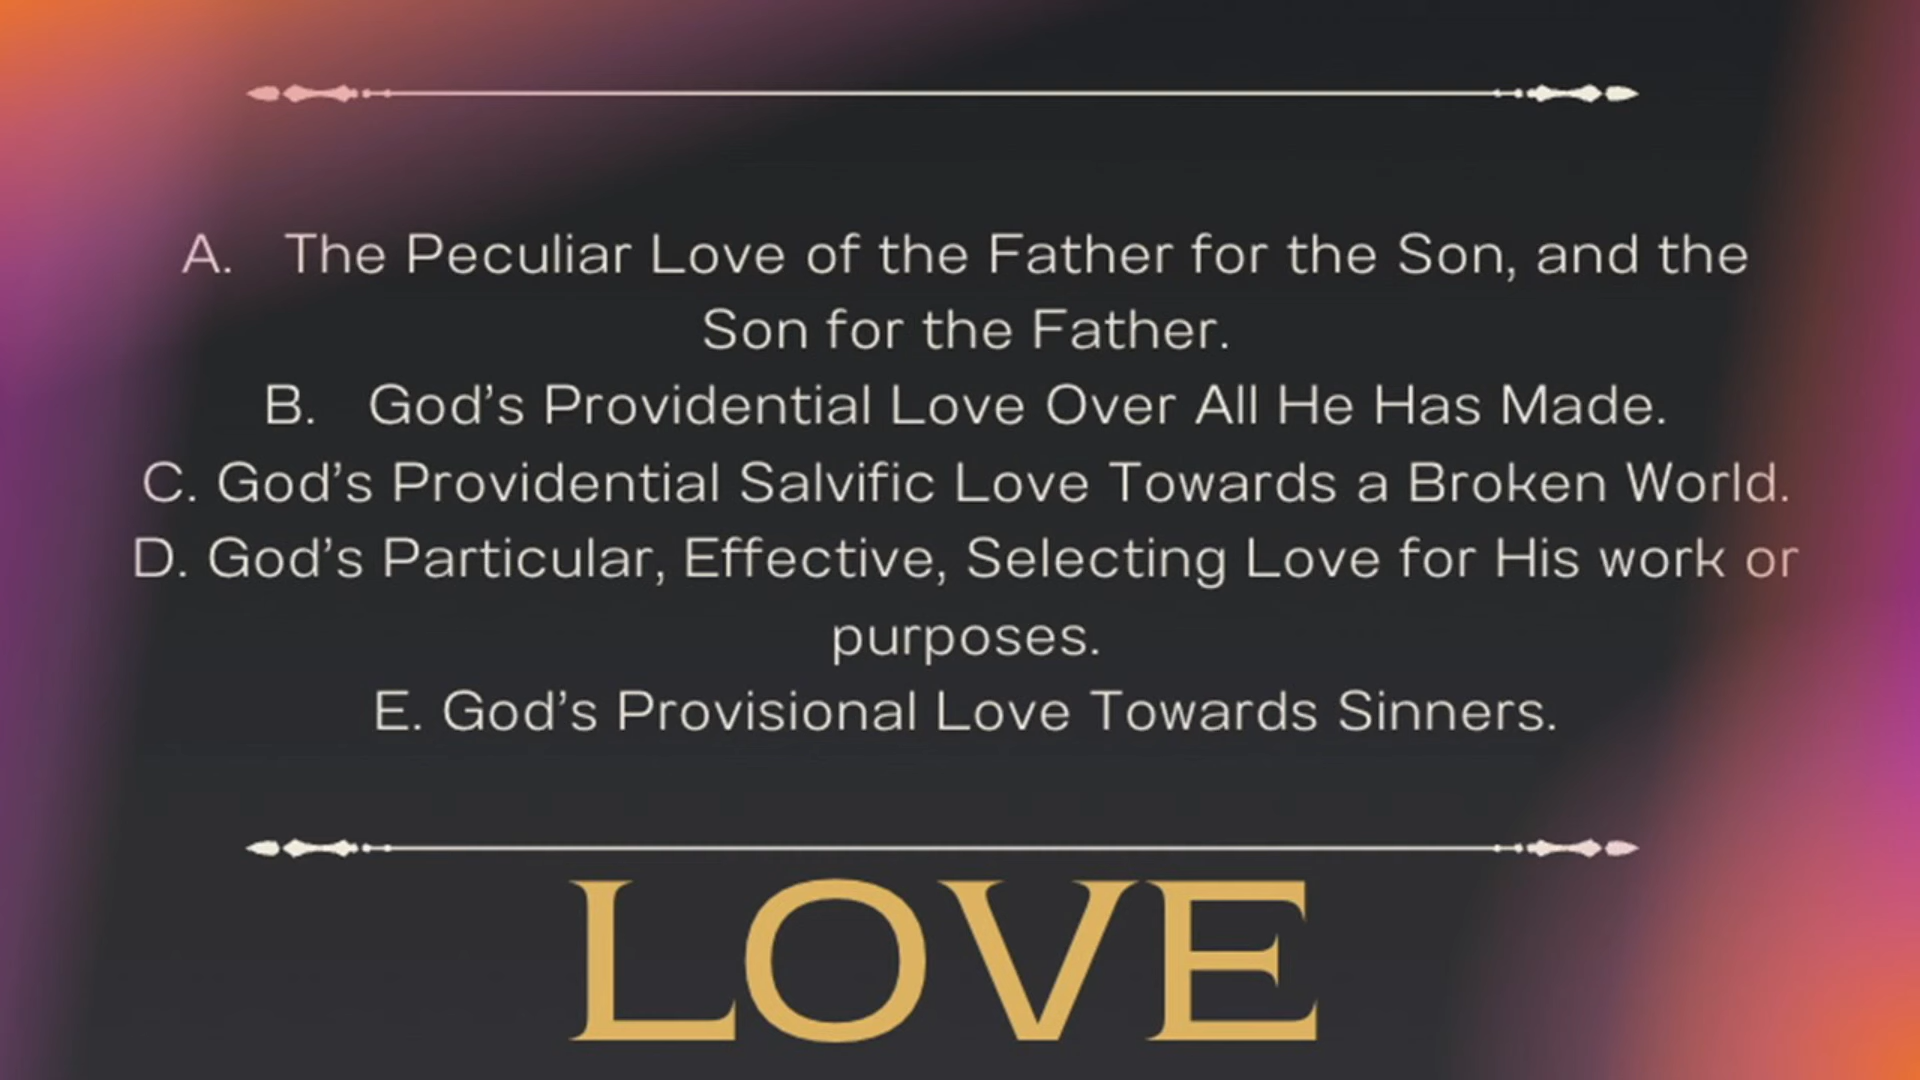 A. The Peculiar Love of the Father for the Son, and the
Son for the Father.
B. God’s Providential Love Over All He Has Made.
C. God’s Providential Salvific Love Towards a Broken World.
D. God’s Particular, Effective, Selecting Love for His work or
purposes.
E. God’s Provisional Love Towards Sinners.
LOVE